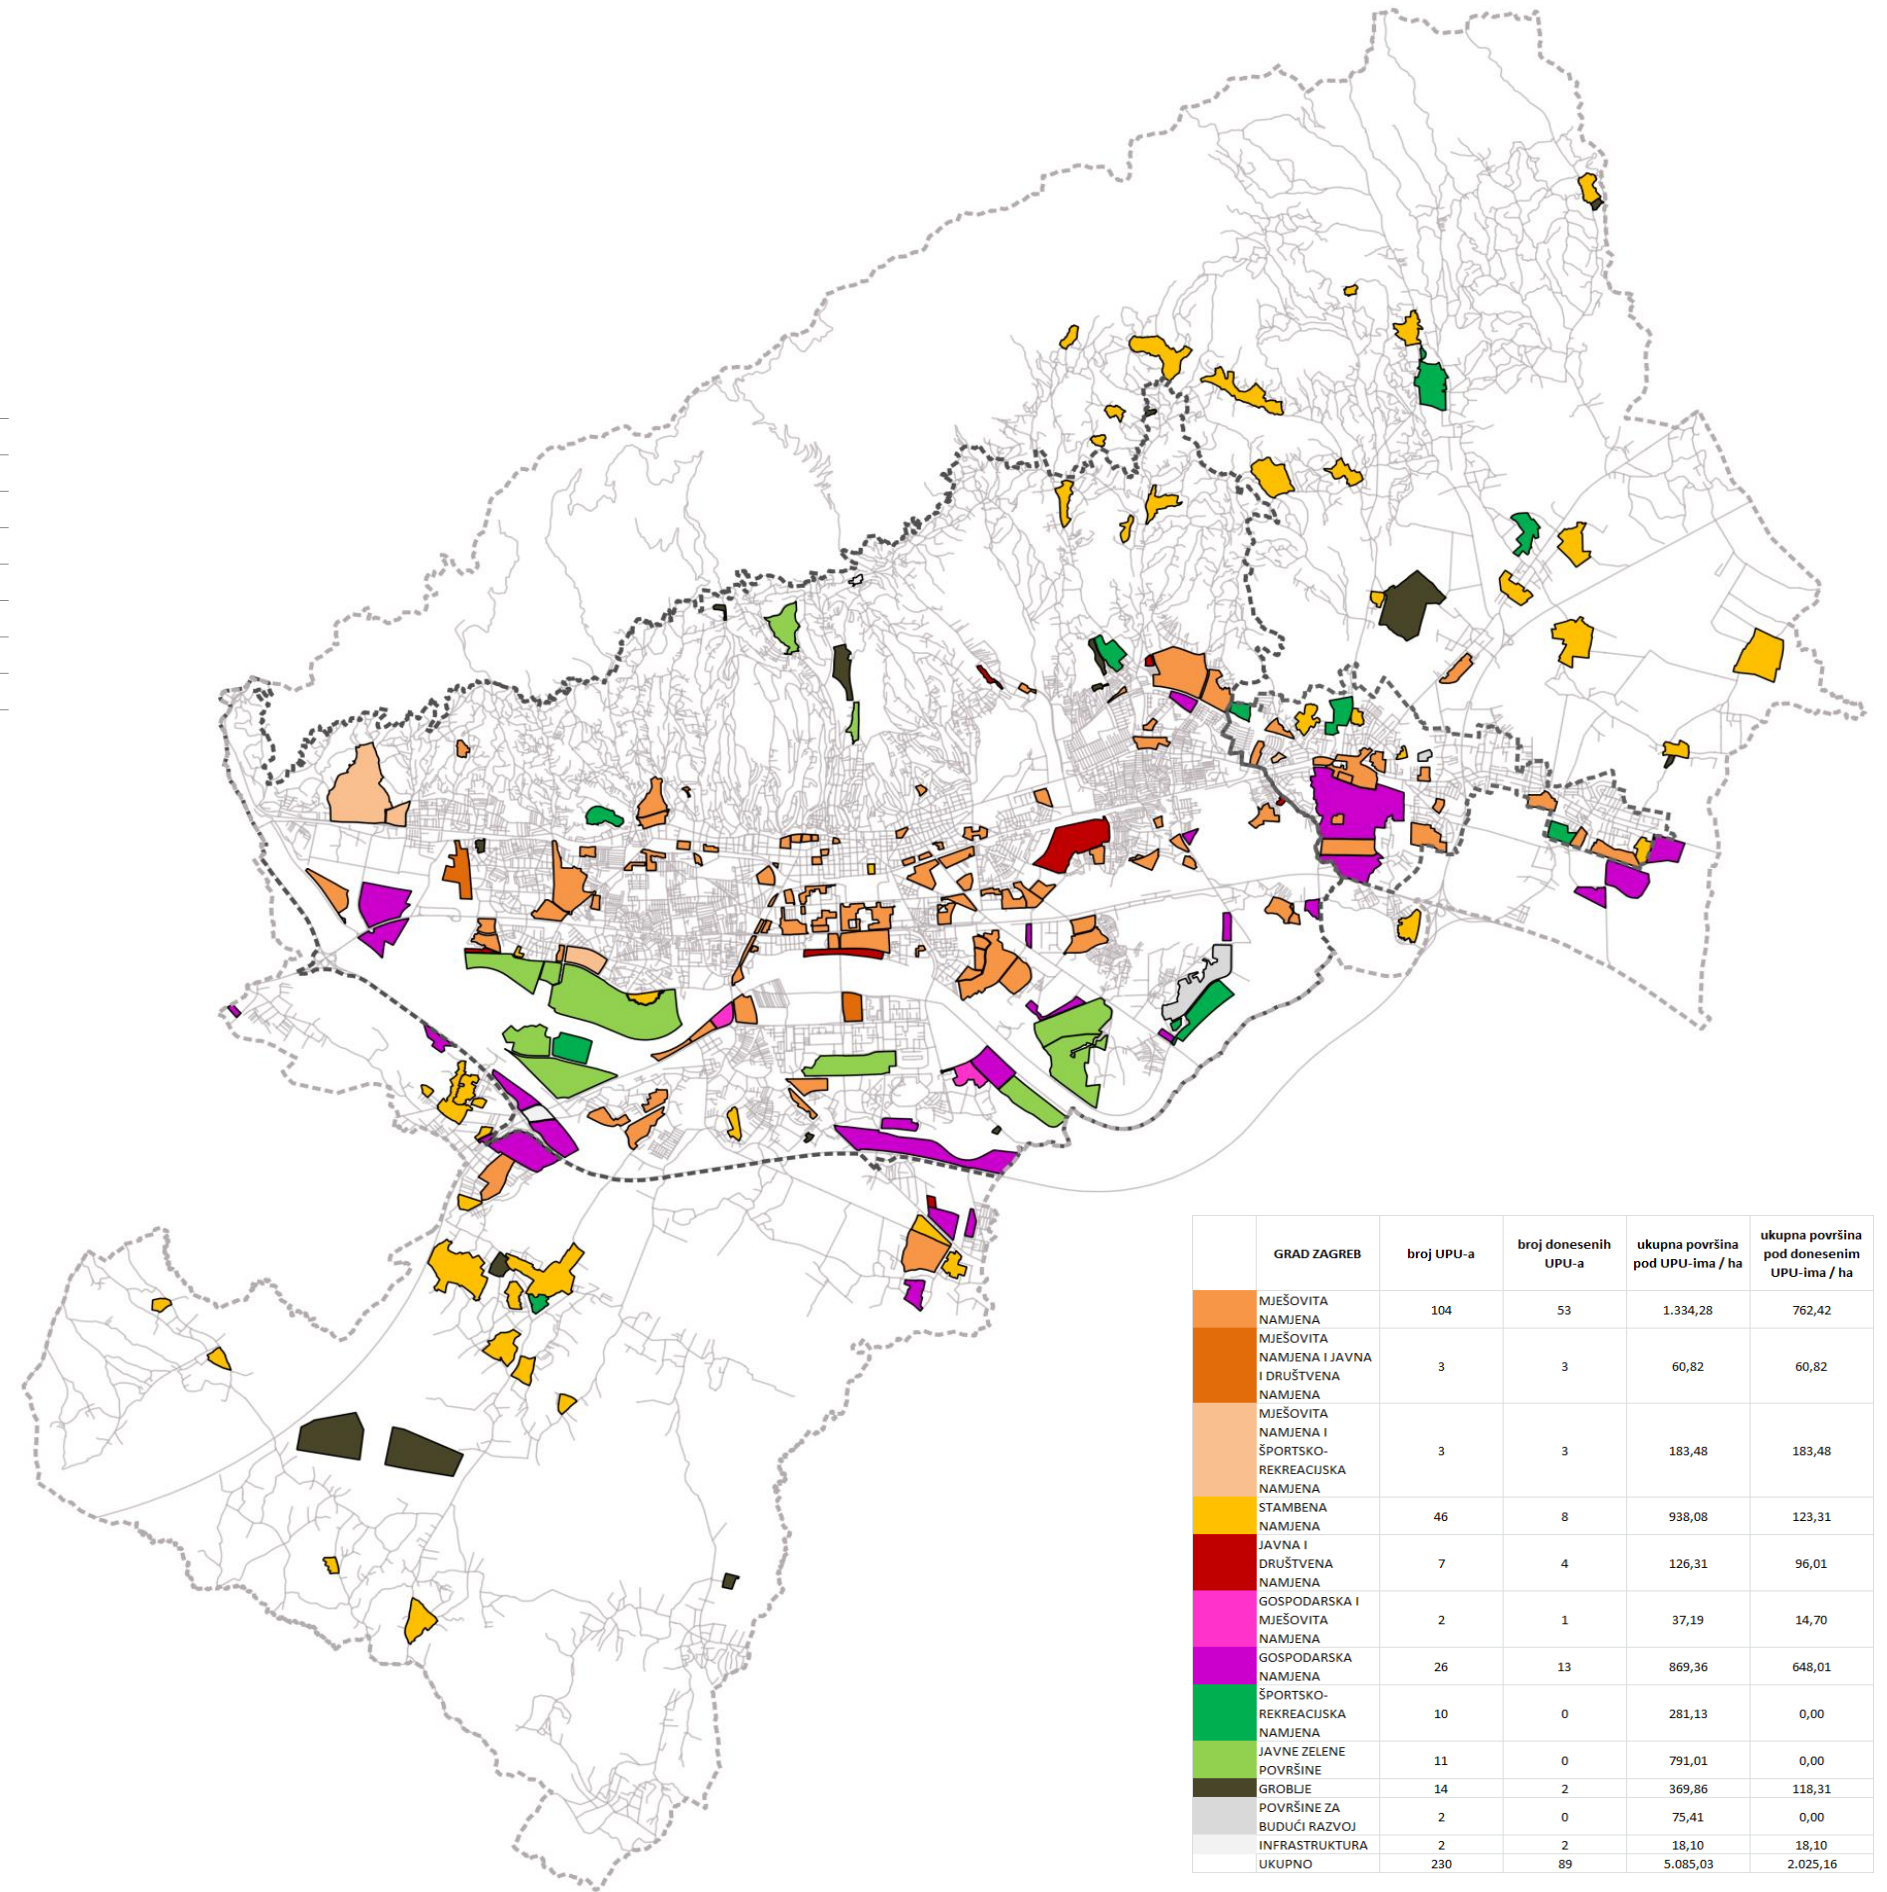 GRAD ZAGREB
broj UPU-a
broj donesenih
UPU-a
ukupna površina
pod UPU-ima / ha
ukupna površina
pod donesenim
UPU-ima / ha
MJEŠOVITA
NAMJENA
104
53
1.334,28
762,42
MJEŠOVITA
NAMJENA I JAVNA
I DRUŠTVENA
NAMJENA
3
3
60,82
60,82
MJEŠOVITA
NAMJENA I
ŠPORTSKO-
REKREACIJSKA
NAMJENA
3
3
183,48
183,48
STAMBENA
NAMJENA
46
8
938,08
123,31
JAVNA I
DRUŠTVENA
NAMJENA
7
4
126,31
96,01
GOSPODARSKA I
MJEŠOVITA
NAMJENA
2
1
37,19
14,70
GOSPODARSKA
NAMJENA
26
13
869,36
648,01
ŠPORTSKO-
REKREACIJSKA
NAMJENA
10
0
281,13
0,00
JAVNE ZELENE
POVRŠINE
11
0
791,01
0,00
GROBLJE
14
2
369,86
118,31
POVRŠINE ZA
BUDUĆI RAZVOJ
2
0
75,41
0,00
INFRASTRUKTURA
2
2
18,10
18,10
UKUPNO
230
89
5.085,03
2.025,16